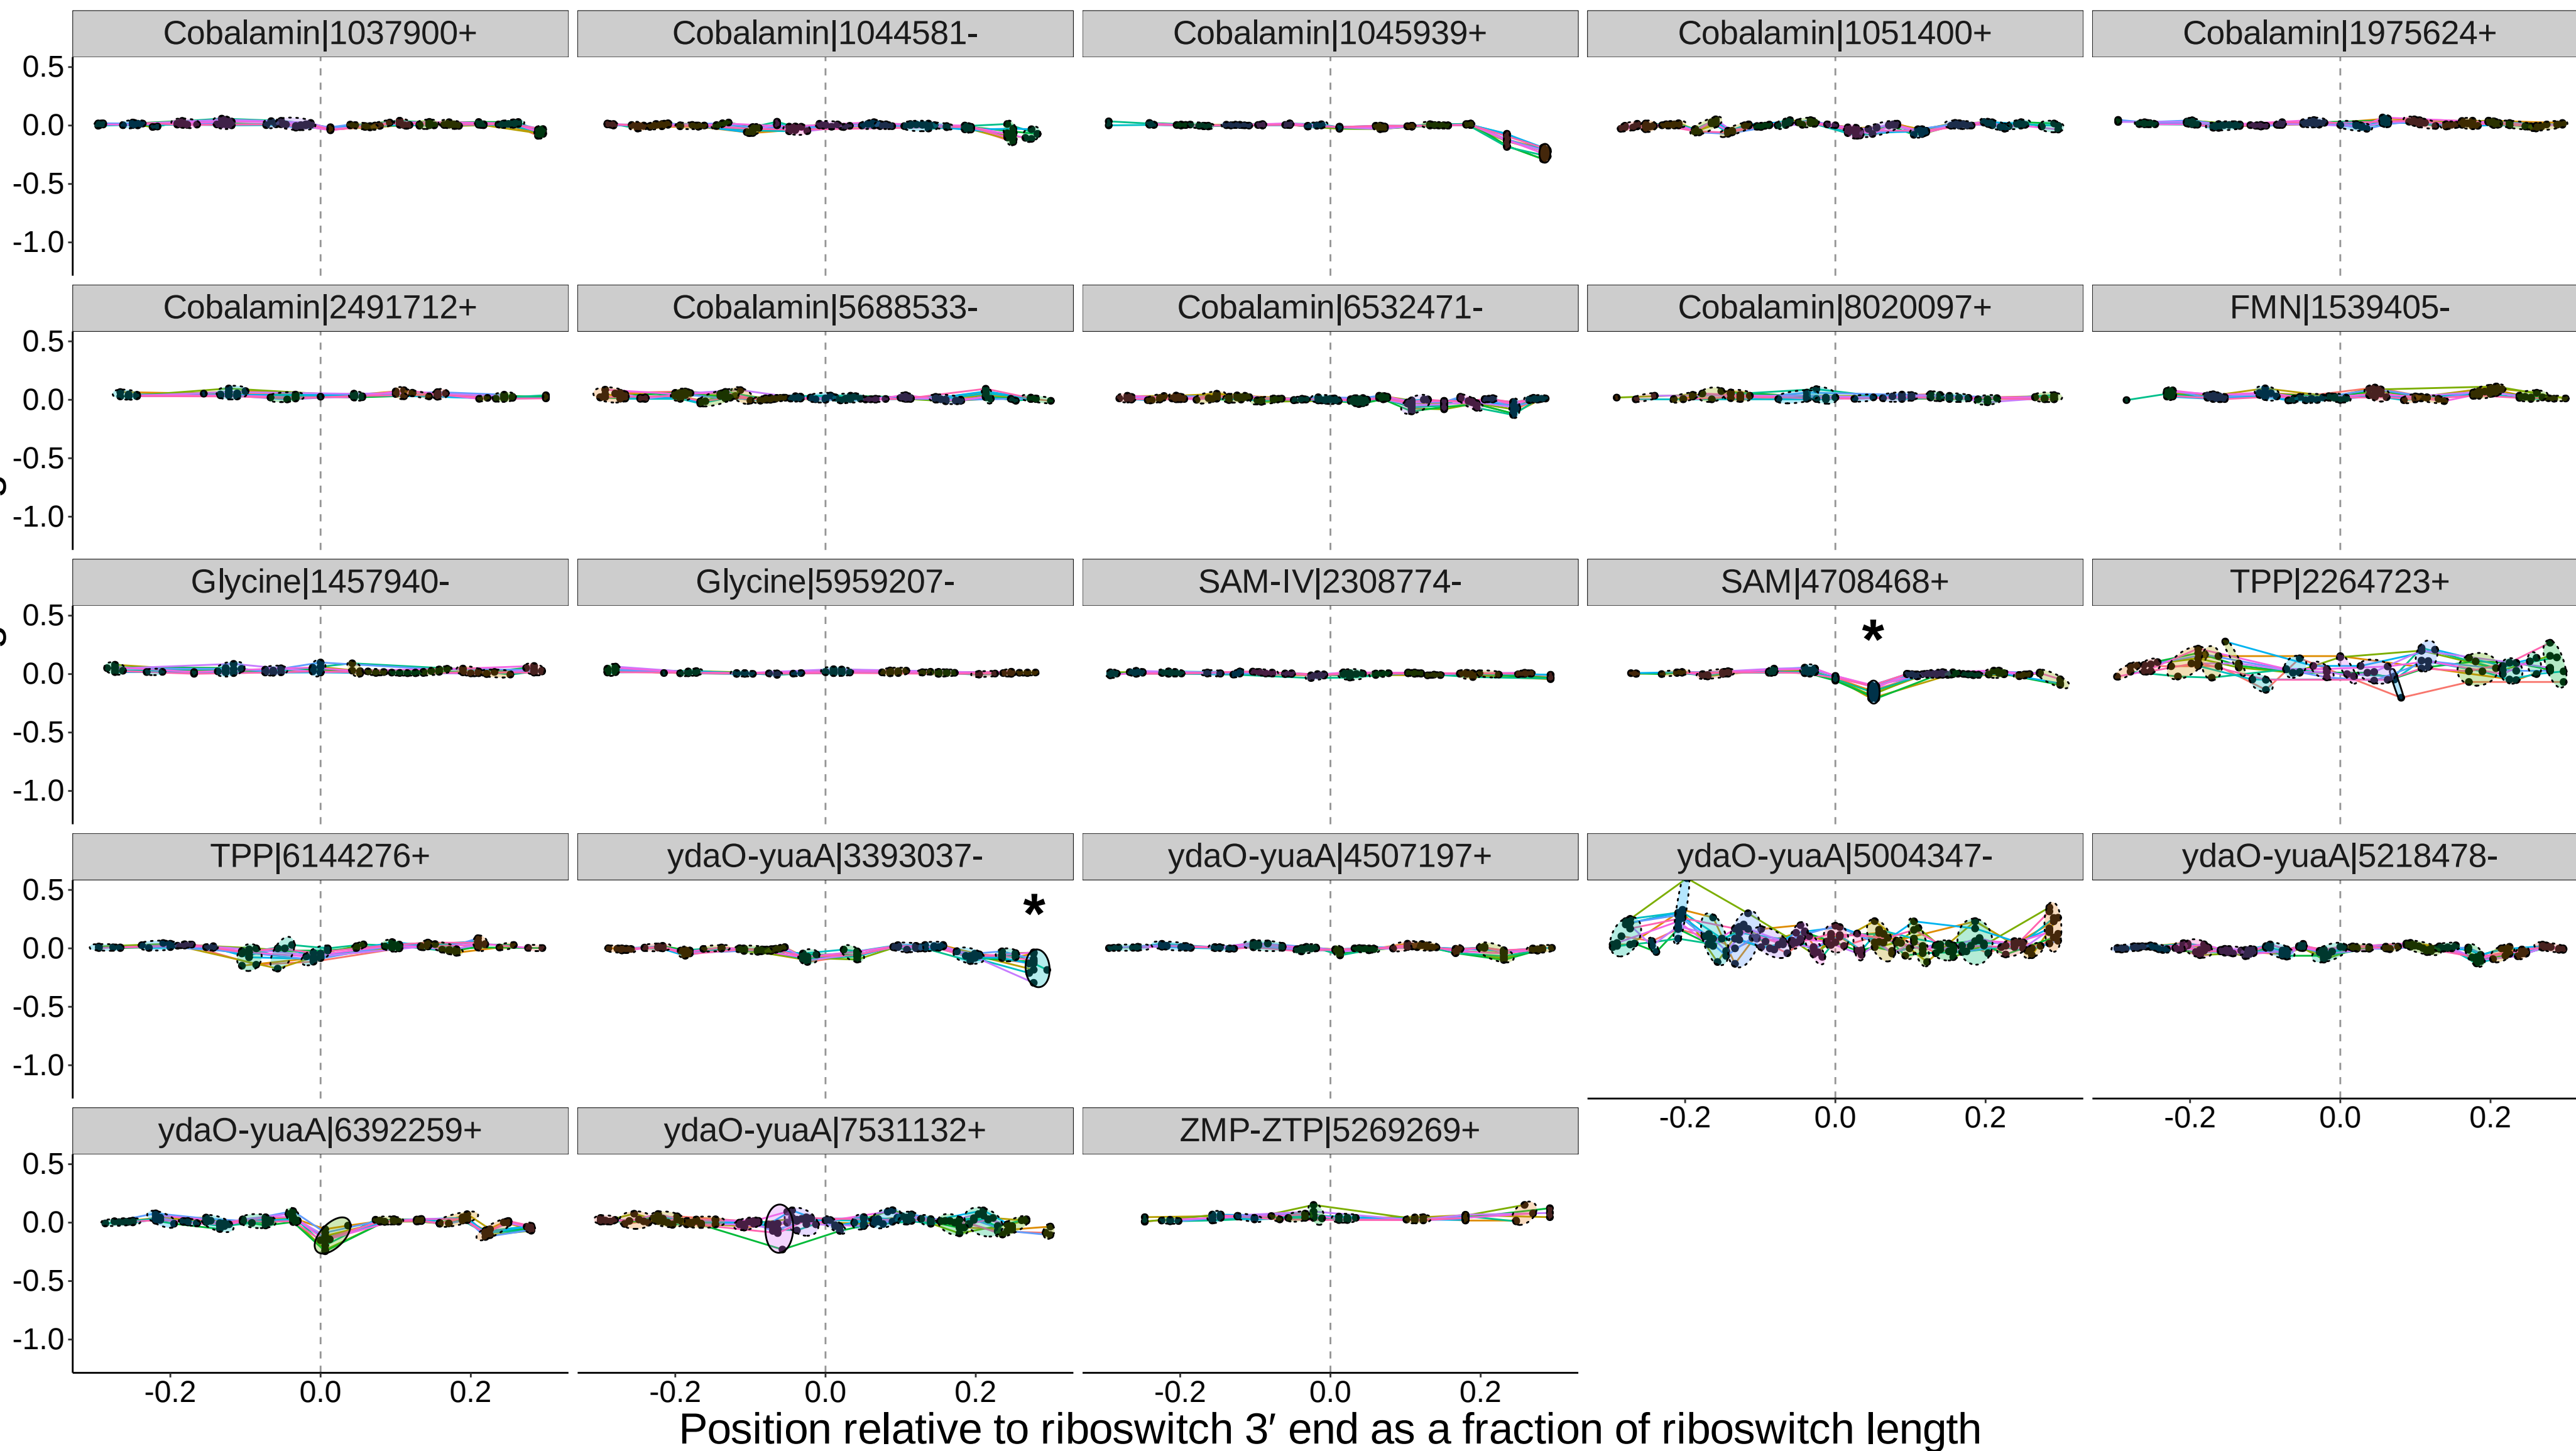 Cobalamin|1037900+ Cobalamin|1044581- Cobalamin|1045939+ Cobalamin|1051400+ Cobalamin|1975624+
0.5
0.0
-0.5
-1.0
Cobalamin|2491712+ Cobalamin|5688533- Cobalamin|6532471- Cobalamin|8020097+ FMN|1539405-
0.5
0.0
-0.5
-1.0
Glycine|1457940- Glycine|5959207- SAM-IV|2308774- SAM|4708468+ TPP|2264723+
0.5
*
0.0
-0.5
-1.0
TPP|6144276+ ydaO-yuaA|3393037- ydaO-yuaA|4507197+ ydaO-yuaA|5004347- ydaO-yuaA|5218478-
0.5
*
0.0
-0.5
-1.0
-0.2 0.0 0.2 -0.2 0.0 0.2
ydaO-yuaA|6392259+ ydaO-yuaA|7531132+ ZMP-ZTP|5269269+
0.5
0.0
-0.5
-1.0
-0.2 0.0 0.2 -0.2 0.0 0.2 -0.2 0.0 0.2
Position relative to riboswitch 3′ end as a fraction of riboswitch length